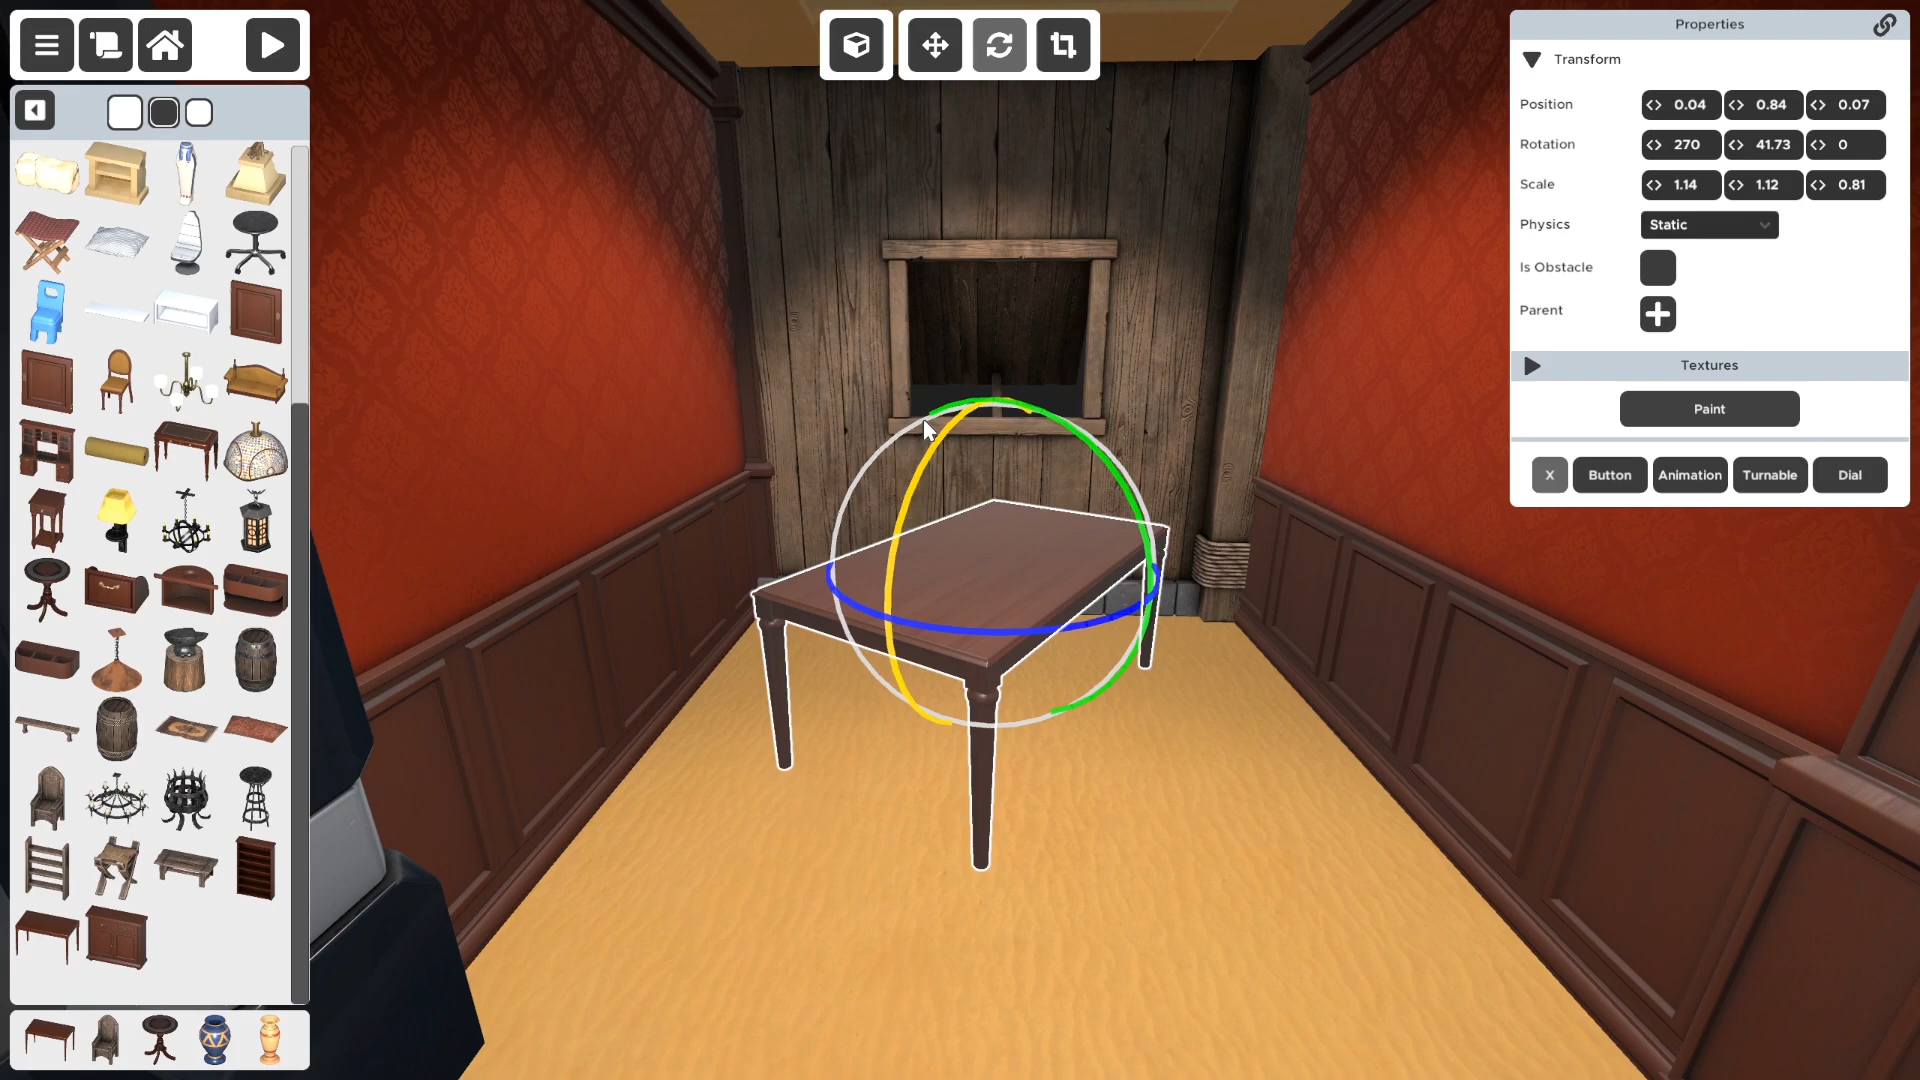 Properties
Transform
Position 0.04 0.84 0.07
Rotation 270 41.73 0
Scale 1.14 1.12 0.81
Physics Static
Is Obstacle
Parent
Textures
Paint
X Button Animation Turnable Dial